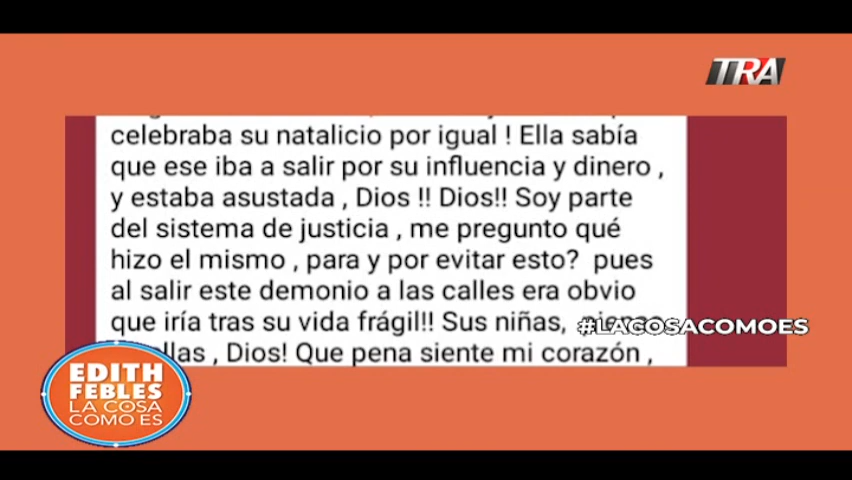 TRA
celebraba su natalicio por igual ! Ella sabía
que ese iba a salir por su influencia y dinero ,
y estaba asustada , Dios !! Dios!! Soy parte
del sistema de justicia , me pregunto qué
hizo el mismo , para y por evitar esto? pues
al salir este demonio a las calles era obvio
que iría tras su vida frágil!! Sus niñas,
#LACOSACOMOES
, Dios! Que pena siente mi corazón ,
EDITH
FEBLES
LA COSA
COMO ES